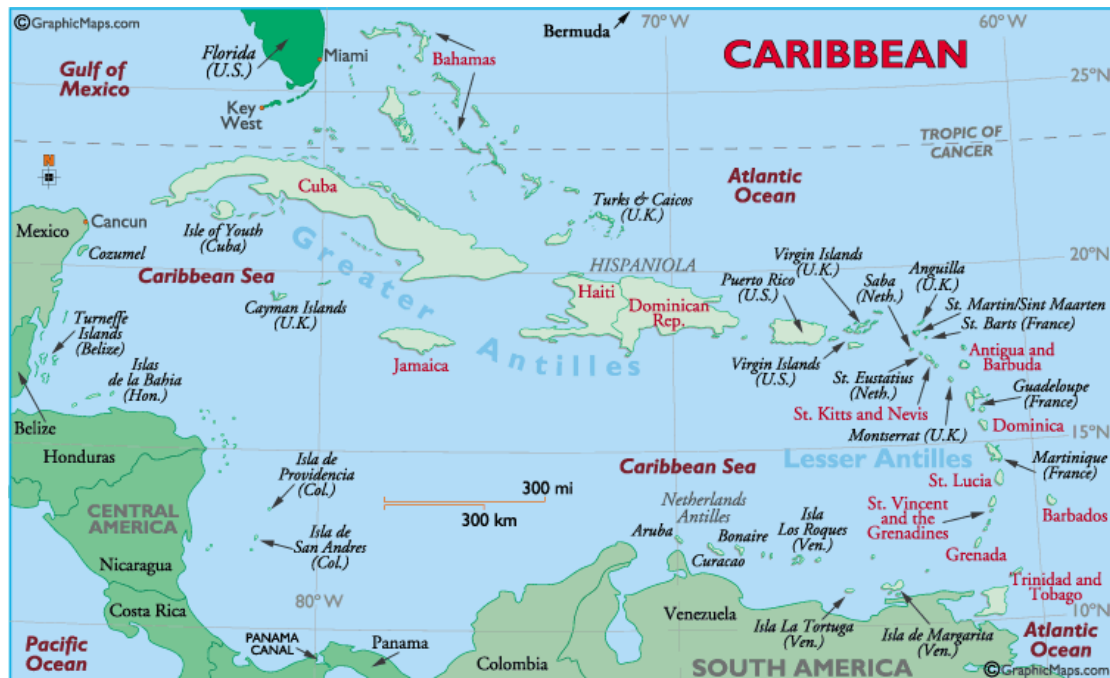 ©GraphicMaps.com
Bermuda
70°W
60°W
CARIBBEAN
Florida
(U.S.)
Miami
Bahamas
Gulf of
Mexico
25°N
Key
West
TROPIC OF
CANCER
N
Cuba
Atlantic
Ocean
Turks & Caicos
(U.K.)
Mexico
Cancun
Isle of Youth
(Cuba)
Cozumel
Greater
Antilles
Caribbean Sea
20°N
HISPANIOLA
Virgin Islands
(U.K.)
Anguilla
(U.K.)
Puerto Rico
(U.S.)
Saba
(Neth.)
Haiti
Dominican
Rep.
St. Martin/Sint Maarten
St. Barts (France)
Cayman Islands
(U.K.)
Turneffe
Islands
(Belize)
Jamaica
Virgin Islands
(U.S.)
Antigua and
Barbuda
Islas
de la Bahia
(Hon.)
St. Eustatius
(Neth.)
Guadeloupe
(France)
St. Kitts and Nevis
Belize
Montserrat (U.K.)
Dominica
15°N
Honduras
Lesser Antilles
Martinique
(France)
Isla de
Providencia
(Col.)
Caribbean Sea
St. Lucia
300 mi
300 km
Netherlands
Antilles
St. Vincent
and the
Grenadines
Barbados
CENTRAL
AMERICA
Isla de
San Andres
(Col.)
Aruba
Curacao
Bonaire
Isla
Los Roques
(Ven.)
Grenada
Nicaragua
Trinidad and
Tobago
Costa Rica
80°W
Venezuela
10°N
PANAMA
CANAL
Panama
Isla La Tortuga
(Ven.)
Isla de Margarita
(Ven.)
Atlantic
Ocean
Pacific
Ocean
Colombia
SOUTH AMERICA
©GraphicMaps.com